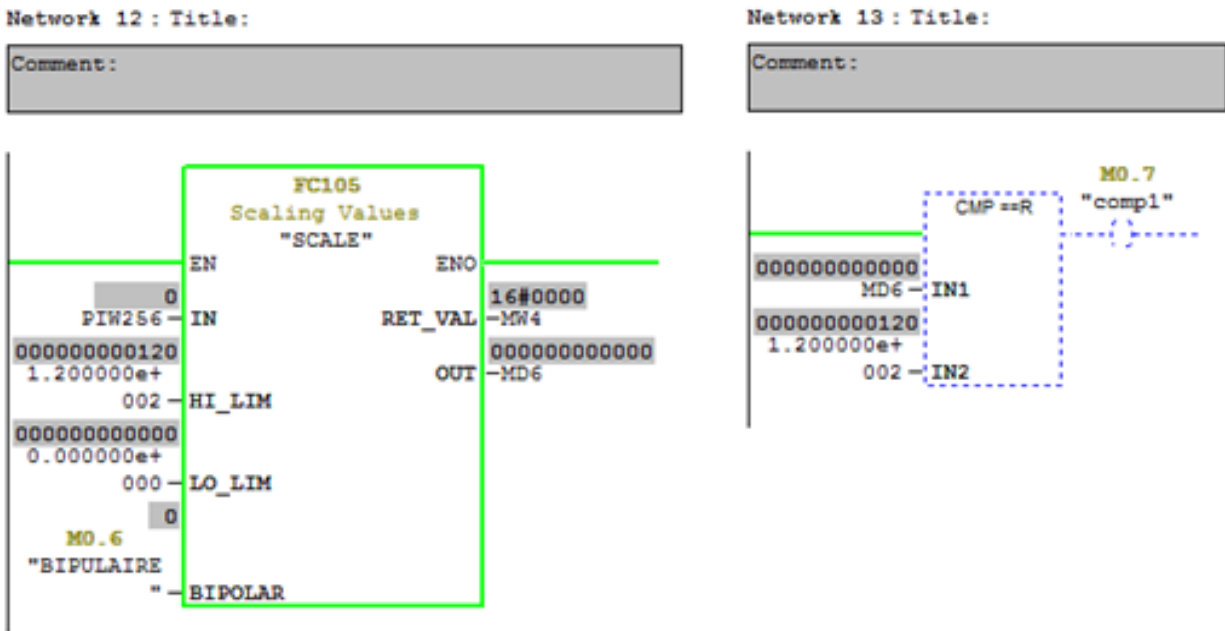 Network 12 : Title:
Comment:
FC105
Scaling Values
"SCALE"
EN
ENO
0
PIW256
IN
000000000120
1.200000e+
002
HI_LIM
000000000000
0.000000e+
000
LO_LIM
0
M0.6
"BIPULAIRE
"
BIPOLAR
16#0000
RET_VAL
MW4
000000000000
OUT
MD6
Network 13 : Title:
Comment:
CMP ==R
M0.7
"comp1"
000000000000
MD6
IN1
000000000120
1.200000e+
002
IN2